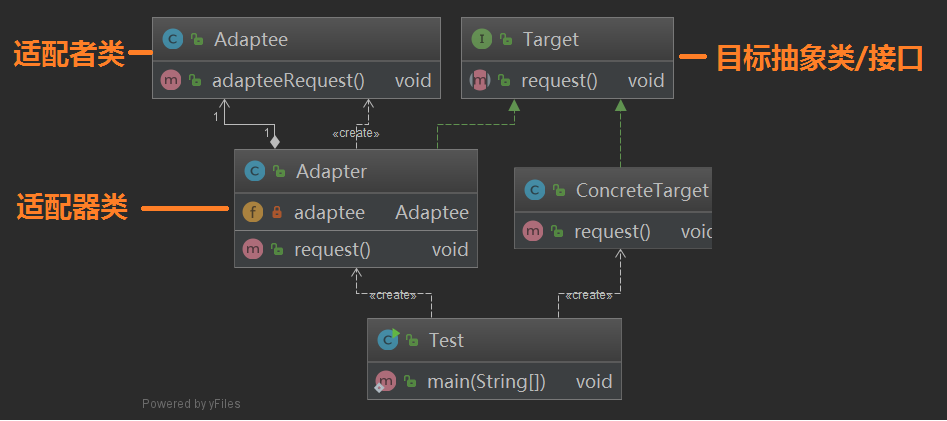 适配者类
C Adaptee
m adapteeRequest() void
I Target
m request() void
目标抽象类/接口
1
1
«create»
适配器类
C Adapter
f adaptee Adaptee
m request() void
C ConcreteTarget
m request() voi
«create»
«create»
C Test
m main(String[]) void
Powered by yFiles